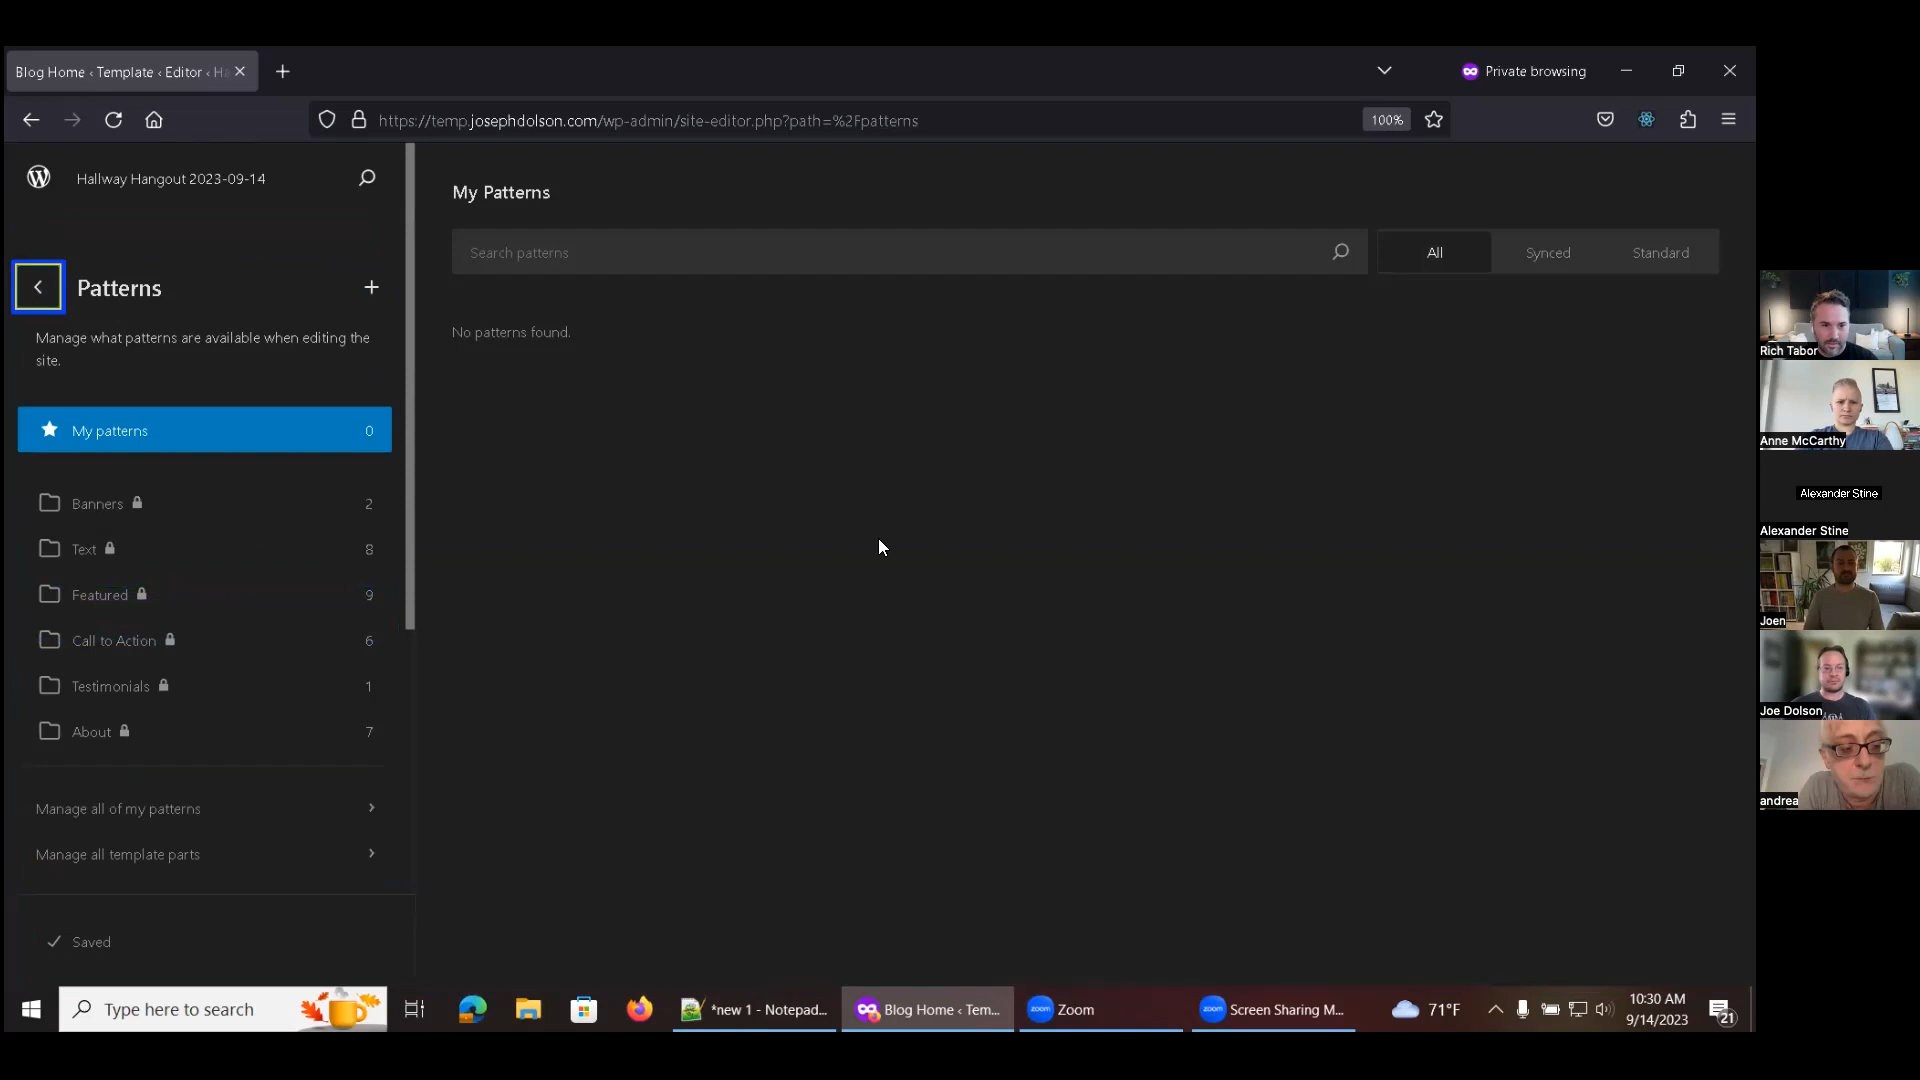 Blog Home ‹ Template ‹ Editor ‹ Ha
Private browsing
https://temp.josephdolson.com/wp-admin/site-editor.php?path=%2Fpatterns
100%
Hallway Hangout 2023-09-14
Patterns
Manage what patterns are available when editing the
site.
My patterns 0
Banners 2
Text 8
Featured 9
Call to Action 6
Testimonials 1
About 7
Manage all of my patterns
Manage all template parts
Saved
My Patterns
Search patterns
All
Synced
Standard
No patterns found.
Rich Tabor
Anne McCarthy
Alexander Stine
Alexander Stine
Joen
Joe Dolson
andrea
Type here to search
*new 1 - Notepad...
Blog Home ‹ Tem...
zoom
Zoom
zoom
Screen Sharing M...
71°F
10:30 AM
9/14/2023
21